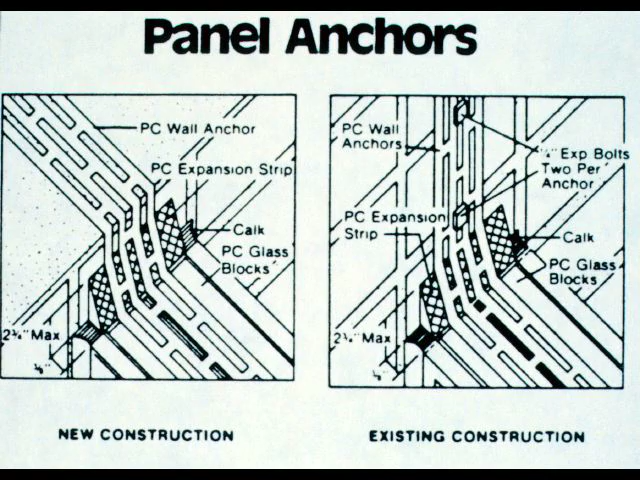 Panel Anchors
PC Wall Anchor
PC Expansion Strip
Calk
PC Glass
Blocks
2¾" Max
⅛"
NEW CONSTRUCTION
PC Wall
Anchors
¼" Exp Bolts
Two Per
Anchor
PC Expansion
Strip
Calk
PC Glass
Blocks
2¾" Max
⅛"
EXISTING CONSTRUCTION